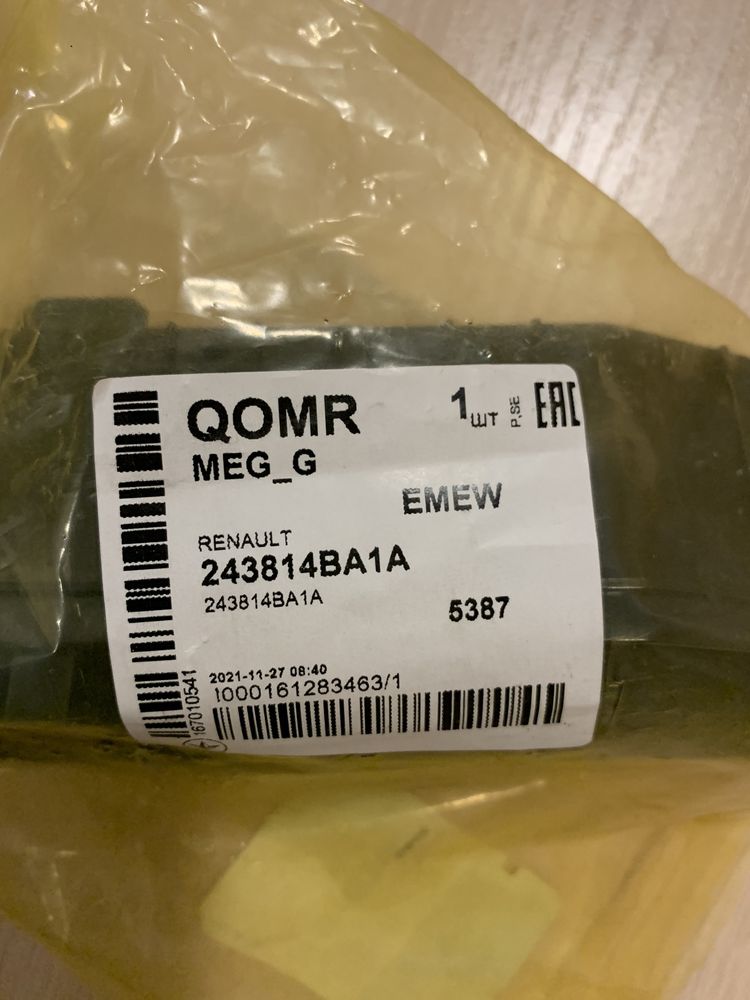 QOMR
1 шт P,SE EAC
MEG_G
EMEW
RENAULT
243814BA1A
243814BA1A
5387
2021-11-27 08:40
I000161283463/1
167010541